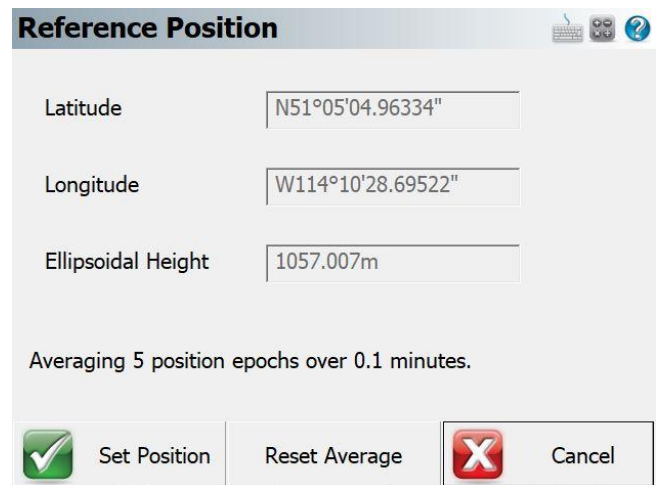 Reference Position
Latitude N51°05'04.96334"
Longitude W114°10'28.69522"
Ellipsoidal Height 1057.007m
Averaging 5 position epochs over 0.1 minutes.
Set Position Reset Average Cancel